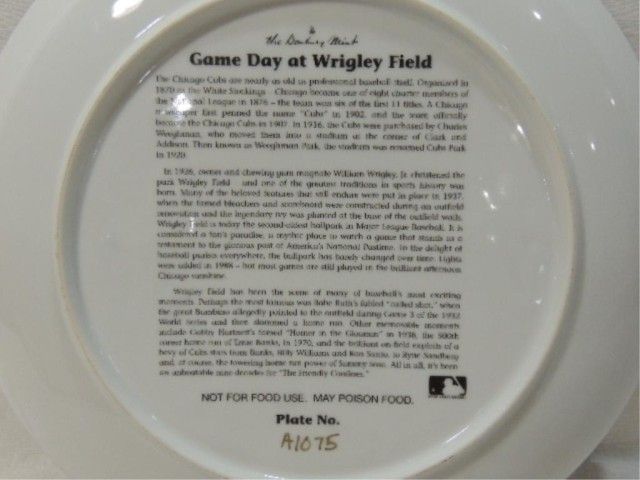 the Danbury Mint
Game Day at Wrigley Field
The Chicago Cubs are nearly as old as professional baseball itself. Organized in
1870 as the White Stockings Chicago became one of eight charter members of
the National League in 1876 – the team won six of the first 11 titles. A Chicago
newspaper first penned the name "Cubs" in 1902, and the team officially
became the Chicago Cubs in 1907. In 1916, the Cubs were purchased by Charles
Weeghman, who moved them into a stadium at the corner of Clark and
Addison. Then known as Weeghman Park, the stadium was renamed Cubs Park
in 1920.
In 1926, owner and chewing gum magnate William Wrigley, Jr. christened the
park Wrigley Field and one of the greatest traditions in sports history was
born. Many of the beloved features that still endure were put in place in 1937,
when the famed bleachers and scoreboard were constructed during an outfield
renovation and the legendary ivy was planted at the base of the outfield walls.
Wrigley Field is today the second-oldest ballpark in Major League Baseball. It is
considered a fan's paradise, a mythic place to watch a game that stands as a
testament to the glorious past of America's National Pastime. To the delight of
baseball purists everywhere, the ballpark has barely changed over time. Lights
were added in 1988 – but most games are still played in the brilliant afternoon
Chicago sunshine.
Wrigley Field has been the scene of many of baseball's most exciting
moments. Perhaps the most famous was Babe Ruth's fabled "called shot," when
the great Bambino allegedly pointed to the outfield during Game 3 of the 1932
World Series and then slammed a home run. Other memorable moments
include Gabby Hartnett's famed "Homer in the Gloamin'" in 1938, the 500th
career home run of Ernie Banks, in 1970, and the brilliant on-field exploits of a
bevy of Cubs stars from Banks, Billy Williams and Ron Santo, to Ryne Sandberg
and, of course, the towering home run power of Sammy Sosa. All in all, it's been
an unbeatable nine decades for "The Friendly Confines."
NOT FOR FOOD USE. MAY POISON FOOD.
Plate No.
A1075